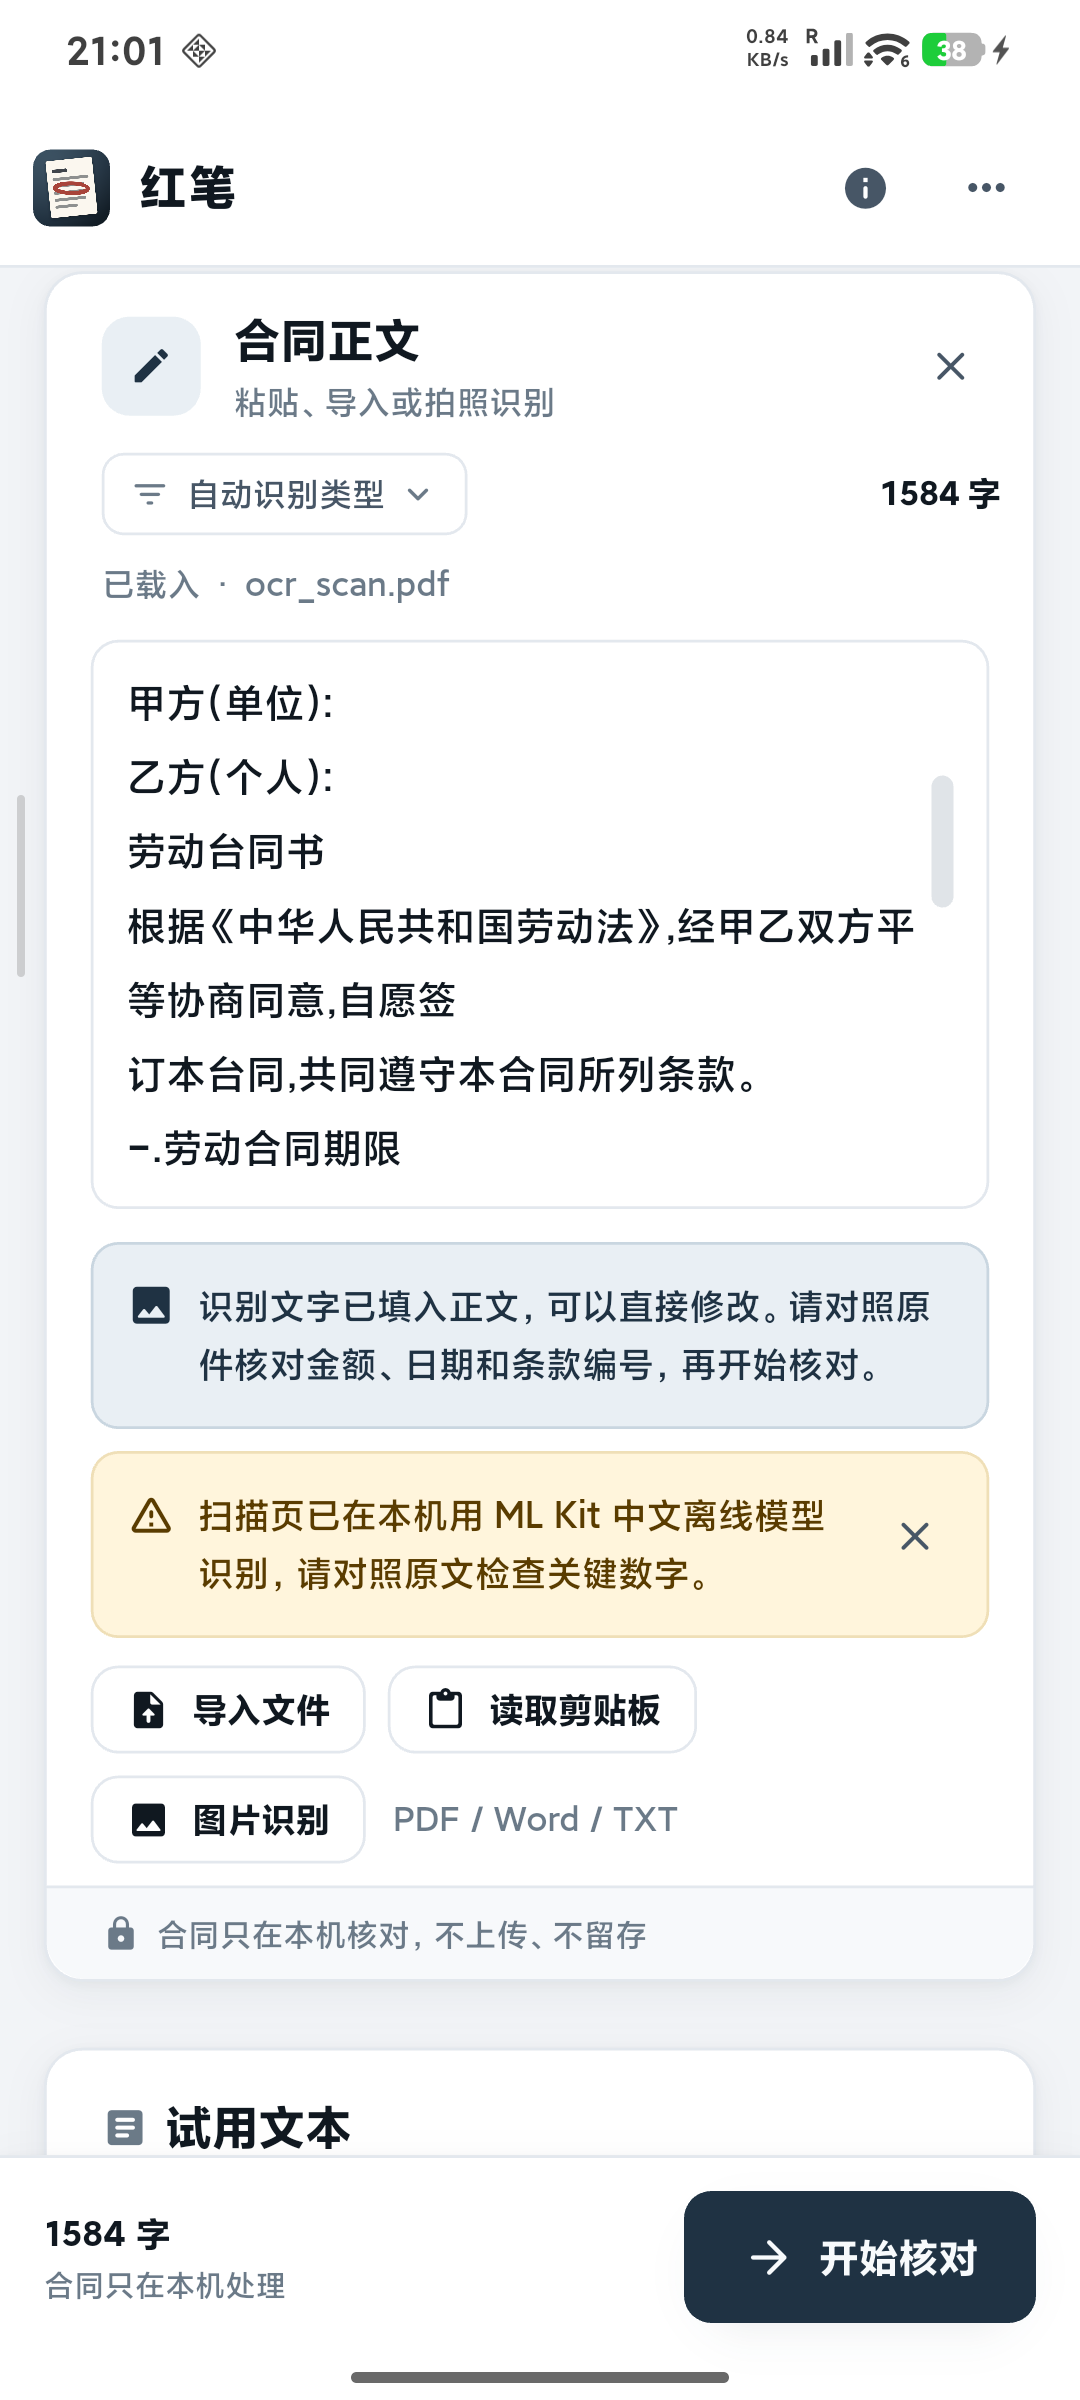 21:01
0.84 KB/s
R
6
38
红笔
合同正文
粘贴、导入或拍照识别
自动识别类型
1584 字
已载入 · ocr_scan.pdf
甲方(单位):
乙方(个人):
劳动台同书
根据《中华人民共和国劳动法》,经甲乙双方平
等协商同意,自愿签
订本台同,共同遵守本合同所列条款。
-.劳动合同期限
识别文字已填入正文，可以直接修改。请对照原
件核对金额、日期和条款编号，再开始核对。
扫描页已在本机用 ML Kit 中文离线模型
识别，请对照原文检查关键数字。
导入文件
读取剪贴板
图片识别
PDF / Word / TXT
合同只在本机核对，不上传、不留存
试用文本
1584 字
合同只在本机处理
开始核对